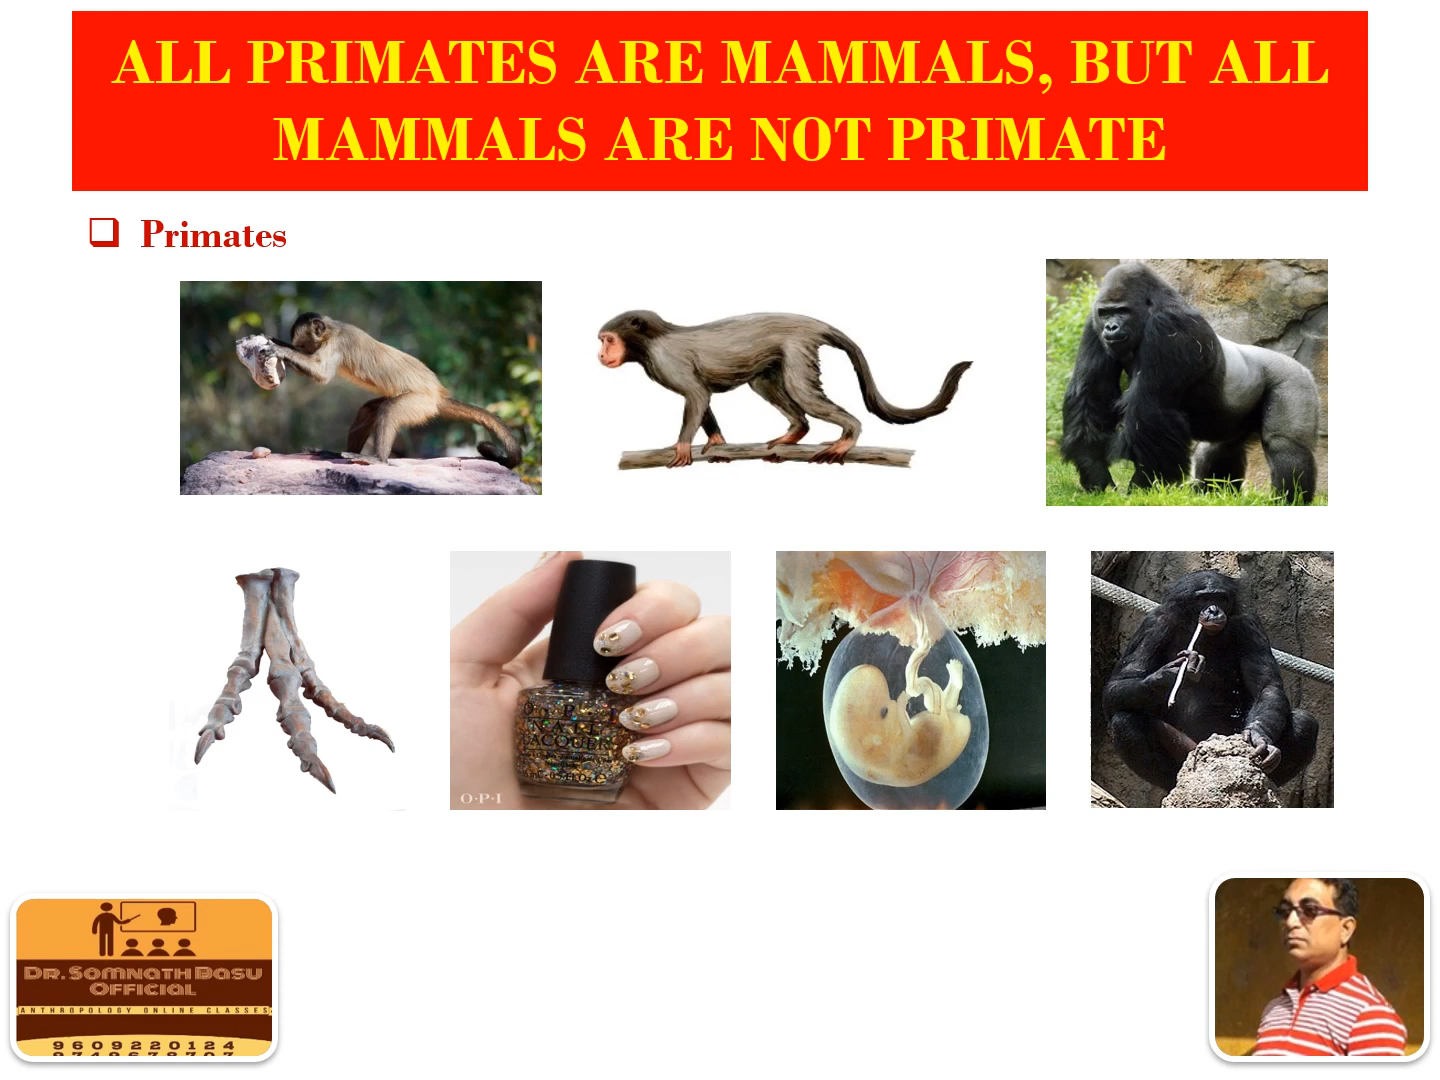 ALL PRIMATES ARE MAMMALS, BUT ALL
MAMMALS ARE NOT PRIMATE
Primates
O·P·I
DR. SOMNATH BASU
OFFICIAL
ANTHROPOLOGY ONLINE CLASSES
9609220124